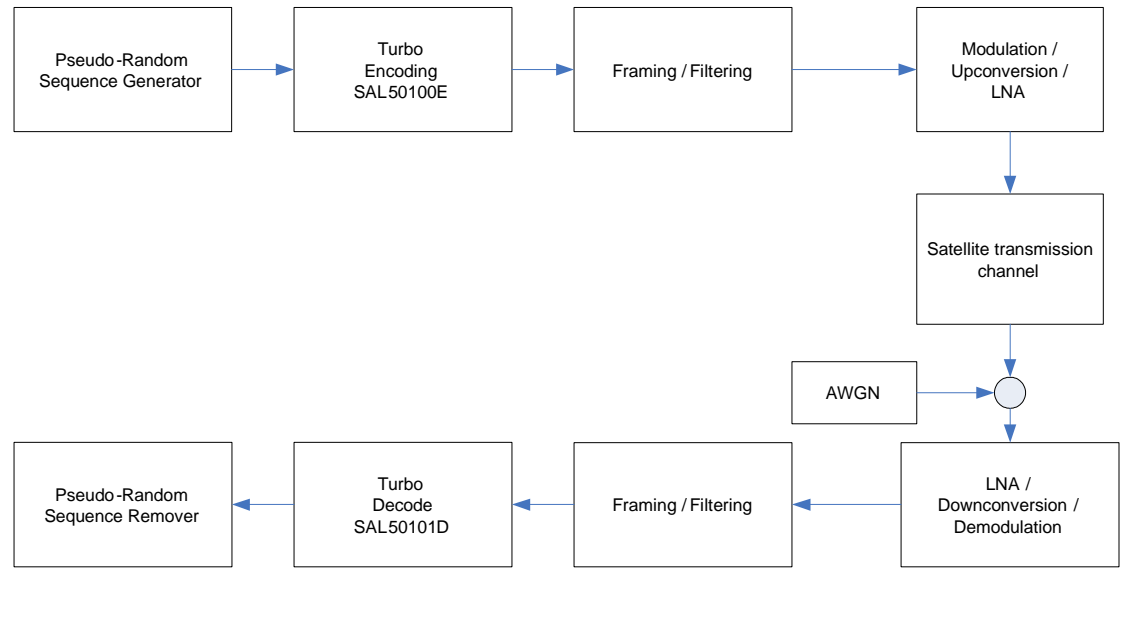 Pseudo-Random
Sequence Generator
Turbo
Encoding
SAL50100E
Framing / Filtering
Modulation /
Upconversion /
LNA
Satellite transmission
channel
AWGN
Pseudo-Random
Sequence Remover
Turbo
Decode
SAL50101D
Framing / Filtering
LNA /
Downconversion /
Demodulation